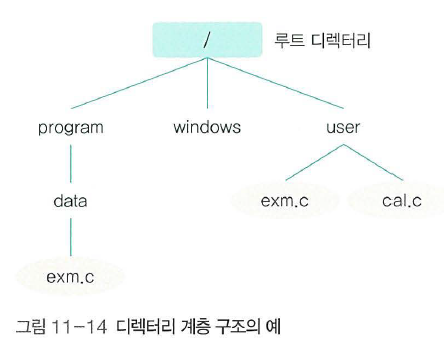 / 루트 디렉터리
program windows user
data exm.c cal.c
exm.c
그림 11-14 디렉터리 계층 구조의 예